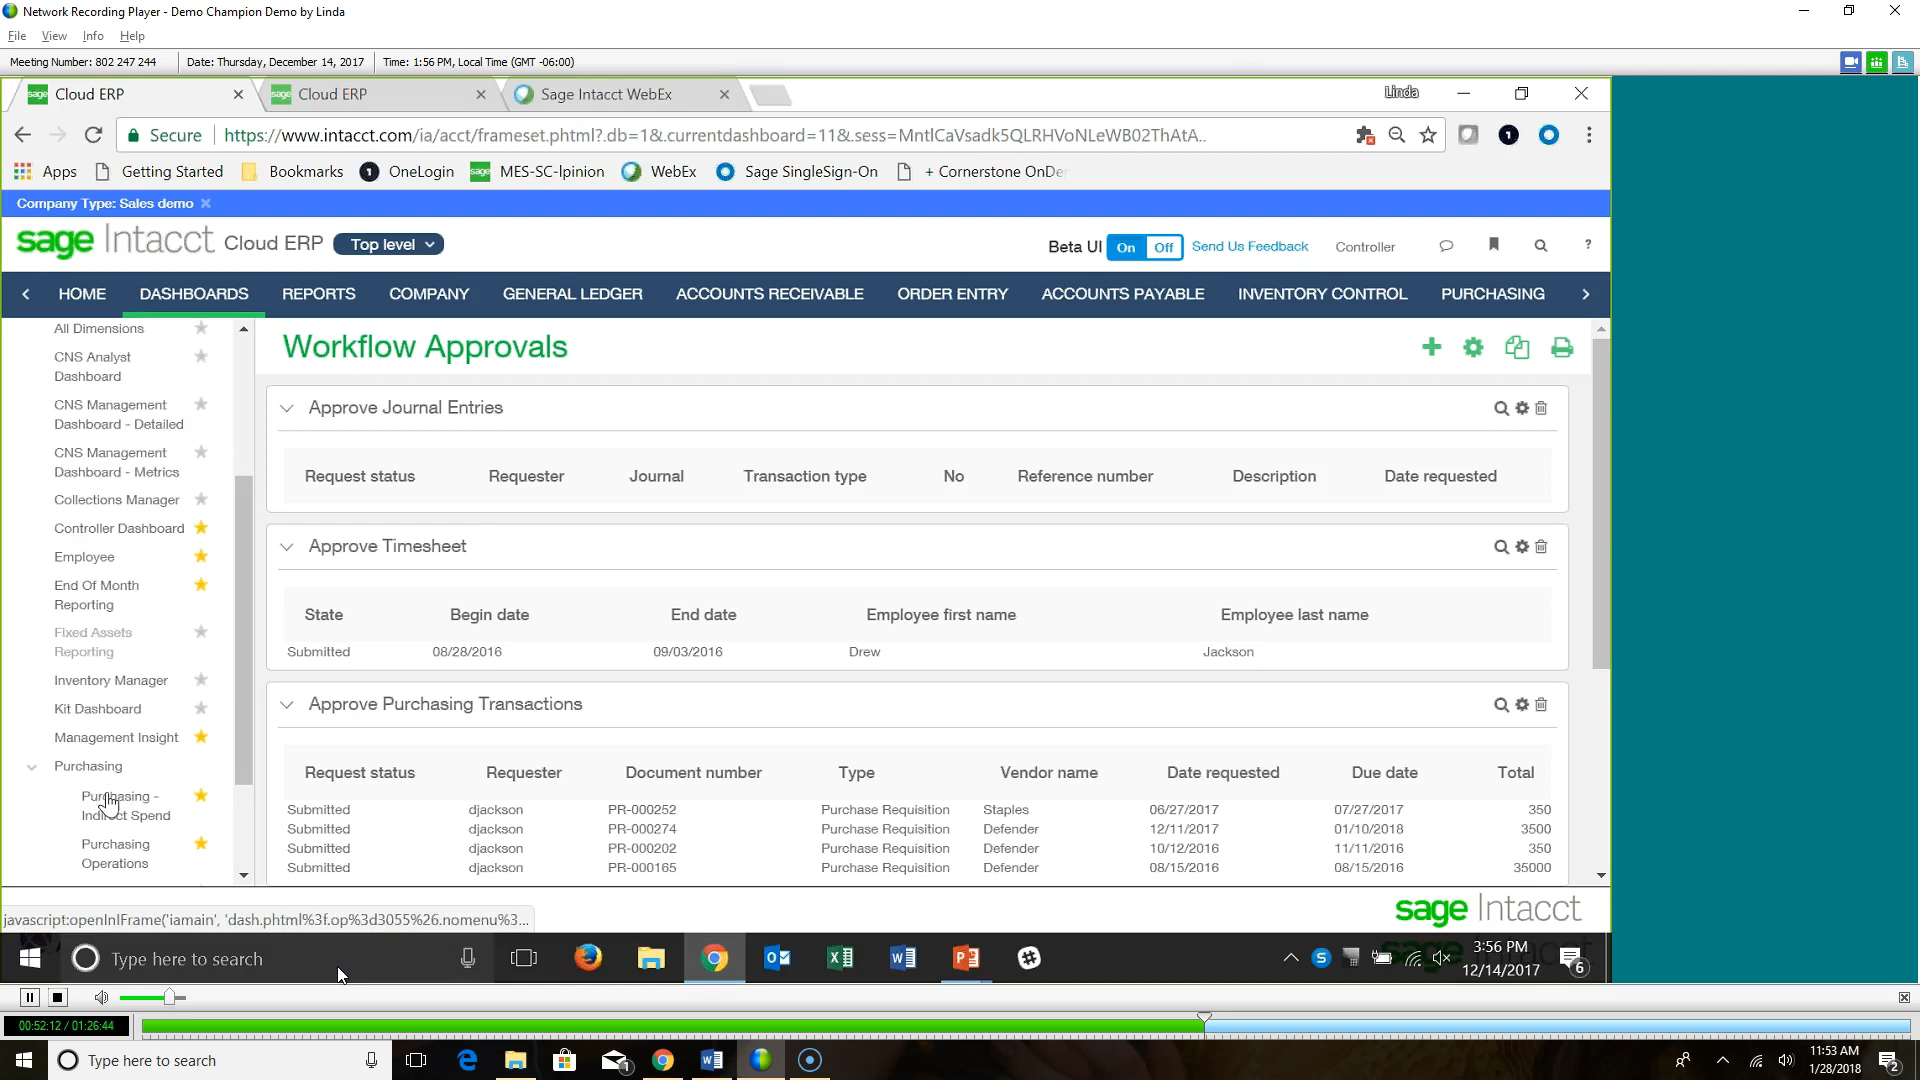 Network Recording Player - Demo Champion Demo by Linda
File View Info Help
Meeting Number: 802 247 244 Date: Thursday, December 14, 2017 Time: 1:56 PM, Local Time (GMT -06:00)
sage Cloud ERP sage Cloud ERP Sage Intacct WebEx Linda
Secure https://www.intacct.com/ia/acct/frameset.phtml?.db=1&.currentdashboard=11&.sess=MntlCaVsadk5QLRHVoNLeWB02ThAtA..
Apps Getting Started Bookmarks 1 OneLogin sage MES-SC-Ipinion WebEx Sage SingleSign-On + Cornerstone OnDe
Company Type: Sales demo
sage Intacct Cloud ERP Top level Beta UI On Off Send Us Feedback Controller ?
HOME DASHBOARDS REPORTS COMPANY GENERAL LEDGER ACCOUNTS RECEIVABLE ORDER ENTRY ACCOUNTS PAYABLE INVENTORY CONTROL PURCHASING
All Dimensions
CNS Analyst
Dashboard
CNS Management
Dashboard - Detailed
CNS Management
Dashboard - Metrics
Collections Manager
Controller Dashboard
Employee
End Of Month
Reporting
Fixed Assets
Reporting
Inventory Manager
Kit Dashboard
Management Insight
Purchasing
Purchasing -
Indirect Spend
Purchasing
Operations
Workflow Approvals
Approve Journal Entries
Request status Requester Journal Transaction type No Reference number Description Date requested
Approve Timesheet
State Begin date End date Employee first name Employee last name
Submitted 08/28/2016 09/03/2016 Drew Jackson
Approve Purchasing Transactions
Request status Requester Document number Type Vendor name Date requested Due date Total
Submitted djackson PR-000252 Purchase Requisition Staples 06/27/2017 07/27/2017 350
Submitted djackson PR-000274 Purchase Requisition Defender 12/11/2017 01/10/2018 3500
Submitted djackson PR-000202 Purchase Requisition Defender 10/12/2016 11/11/2016 350
Submitted djackson PR-000165 Purchase Requisition Defender 08/15/2016 08/15/2016 35000
javascript:openInIFrame('iamain', 'dash.phtml%3f.op%3d3055%26.nomenu%3...
sage Intacct
Type here to search
3:56 PM
12/14/2017
6
00:52:12 / 01:26:44
Type here to search
1
11:53 AM
1/28/2018
2